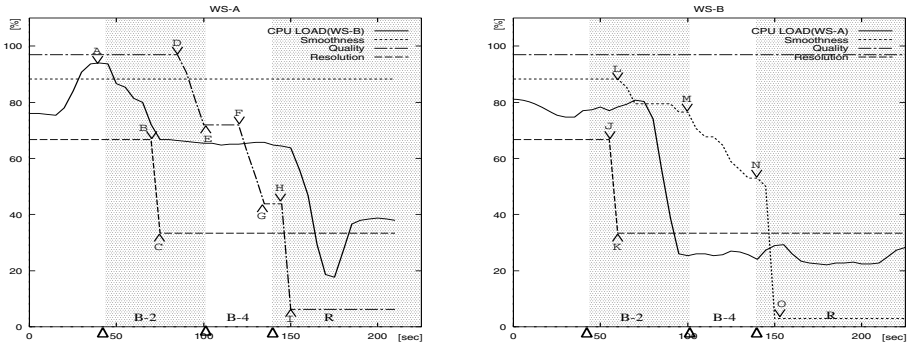 WS-A
[%]
CPU LOAD(WS-B)
Smoothness
Quality
Resolution
100
80
60
40
20
0
A
D
B
C
E
F
G
H
I
B-2
B-4
R
0
50
100
150
200
[sec]
WS-B
[%]
CPU LOAD(WS-A)
Smoothness
Quality
Resolution
100
80
60
40
20
0
L
J
M
K
N
O
B-2
B-4
R
0
50
100
150
200
[sec]